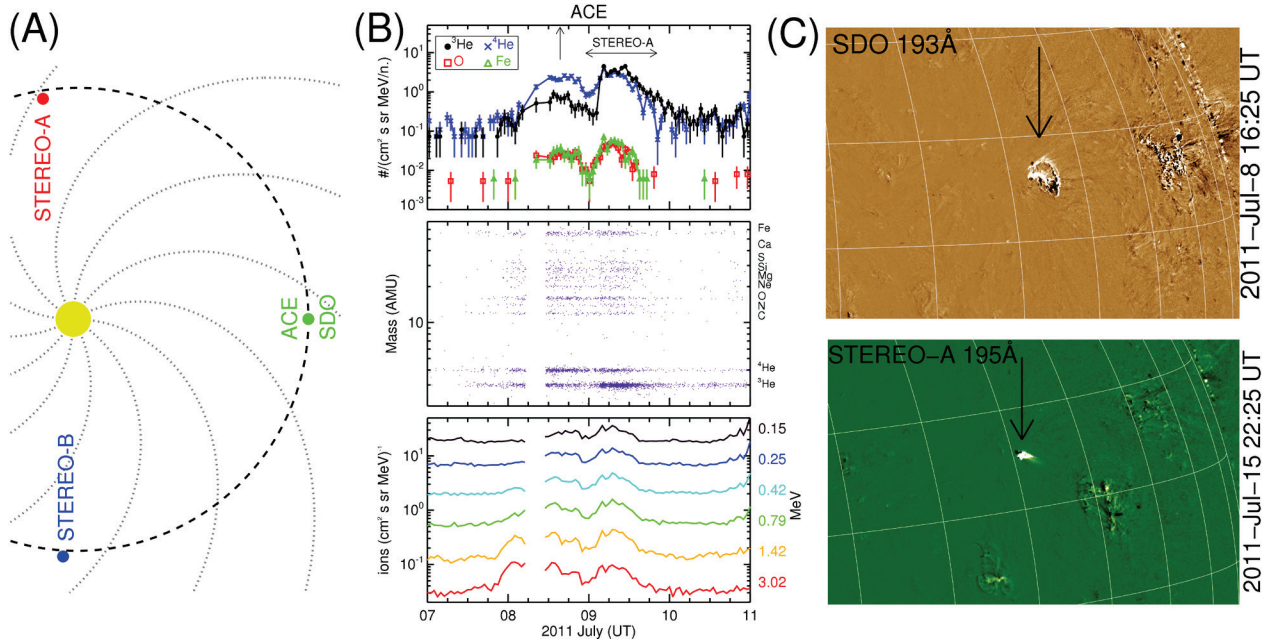 (A)
STEREO-A
ACE
SDO
STEREO-B
(B)
ACE
³He
⁴He
O
Fe
STEREO-A
#/(cm² s sr MeV/n.)
10¹
10⁰
10⁻¹
10⁻²
10⁻³
Mass (AMU)
10
Fe
Ca
S
Si
Mg
Ne
O
N
C
⁴He
³He
ions (cm² s sr MeV)⁻¹
10¹
10⁰
10⁻¹
0.15
0.25
0.42
0.79
1.42
3.02
MeV
07 08 09 10 11
2011 July (UT)
(C)
SDO 193Å
2011-Jul-8 16:25 UT
STEREO-A 195Å
2011-Jul-15 22:25 UT